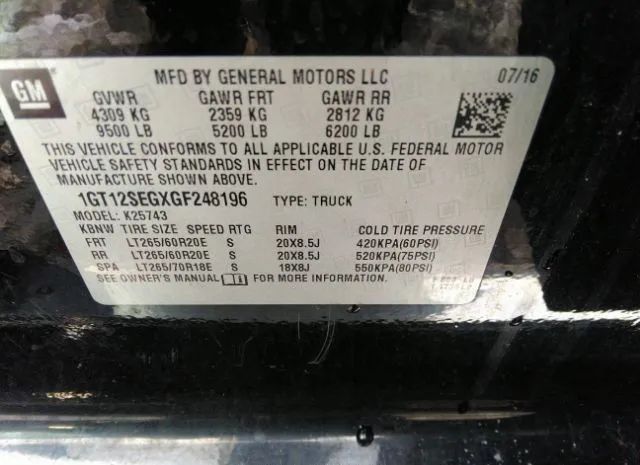 GM
MFD BY GENERAL MOTORS LLC 07/16
GVWR GAWR FRT GAWR RR
4309 KG 2359 KG 2812 KG
9500 LB 5200 LB 6200 LB
THIS VEHICLE CONFORMS TO ALL APPLICABLE U.S. FEDERAL MOTOR
VEHICLE SAFETY STANDARDS IN EFFECT ON THE DATE OF
MANUFACTURE SHOWN ABOVE.
1GT12SEGXGF248196 TYPE: TRUCK
MODEL: K25743
KBNW TIRE SIZE SPEED RTG RIM COLD TIRE PRESSURE
FRT LT265/60R20E S 20X8.5J 420KPA(60PSI)
RR LT265/60R20E S 20X8.5J 520KPA(75PSI)
SPA LT265/70R18E S 18X8J 550KPA(80PSI)
SEE OWNER'S MANUAL FOR MORE INFORMATION